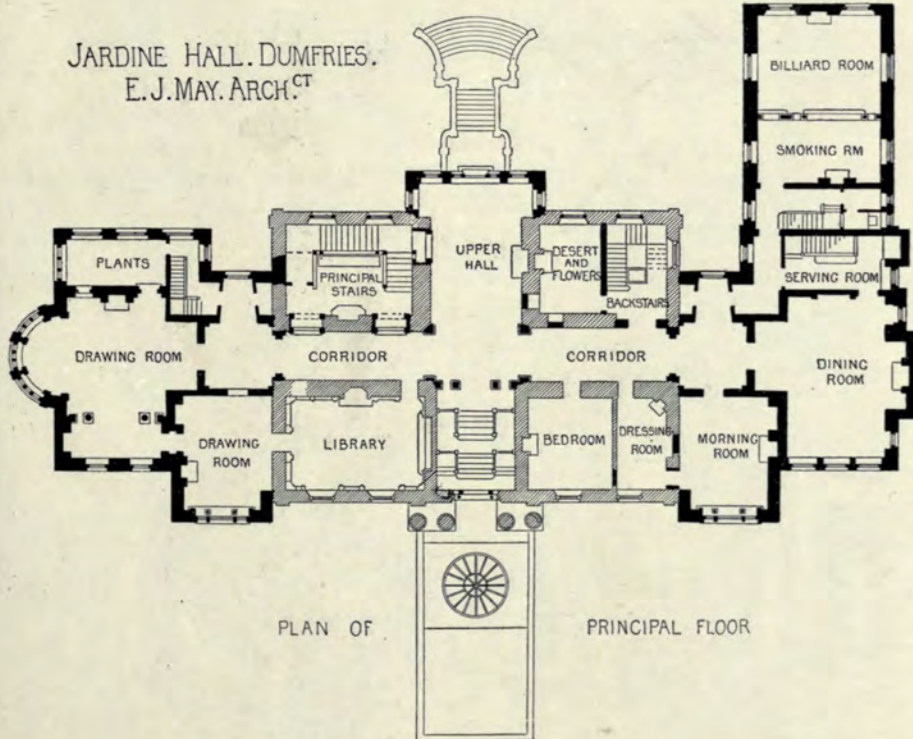 JARDINE HALL. DUMFRIES.
E.J. MAY. ARCH.CT
BILLIARD ROOM
SMOKING RM
UPPER
HALL
DESERT
AND
FLOWERS
PLANTS
PRINCIPAL
STAIRS
BACKSTAIRS
SERVING ROOM
DRAWING ROOM
CORRIDOR
CORRIDOR
DINING
ROOM
DRAWING
ROOM
LIBRARY
BEDROOM
DRESSING
ROOM
MORNING
ROOM
PLAN OF PRINCIPAL FLOOR